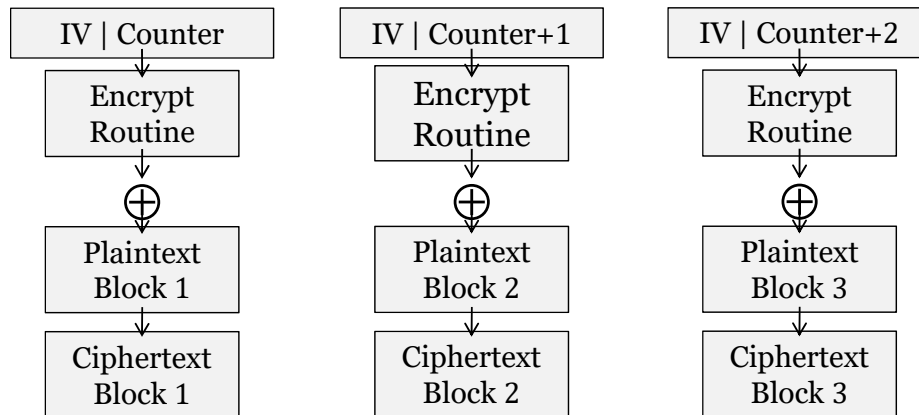 IV | Counter
IV | Counter+1
IV | Counter+2
Encrypt
Routine
Encrypt
Routine
Encrypt
Routine
Plaintext
Block 1
Plaintext
Block 2
Plaintext
Block 3
Ciphertext
Block 1
Ciphertext
Block 2
Ciphertext
Block 3